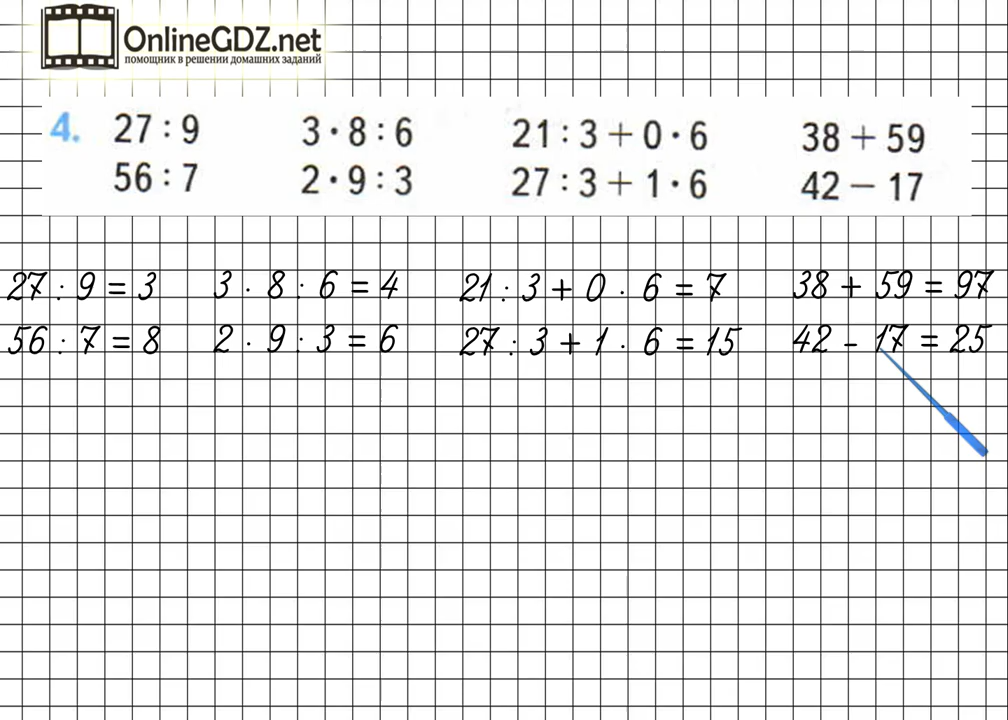 OnlineGDZ.net
помощник в решении домашних заданий
4. 27 : 9 3 · 8 : 6 21 : 3 + 0 · 6 38 + 59
56 : 7 2 · 9 : 3 27 : 3 + 1 · 6 42 − 17
27 : 9 = 3 3 · 8 : 6 = 4 21 : 3 + 0 · 6 = 7 38 + 59 = 97
56 : 7 = 8 2 · 9 : 3 = 6 27 : 3 + 1 · 6 = 15 42 - 17 = 25